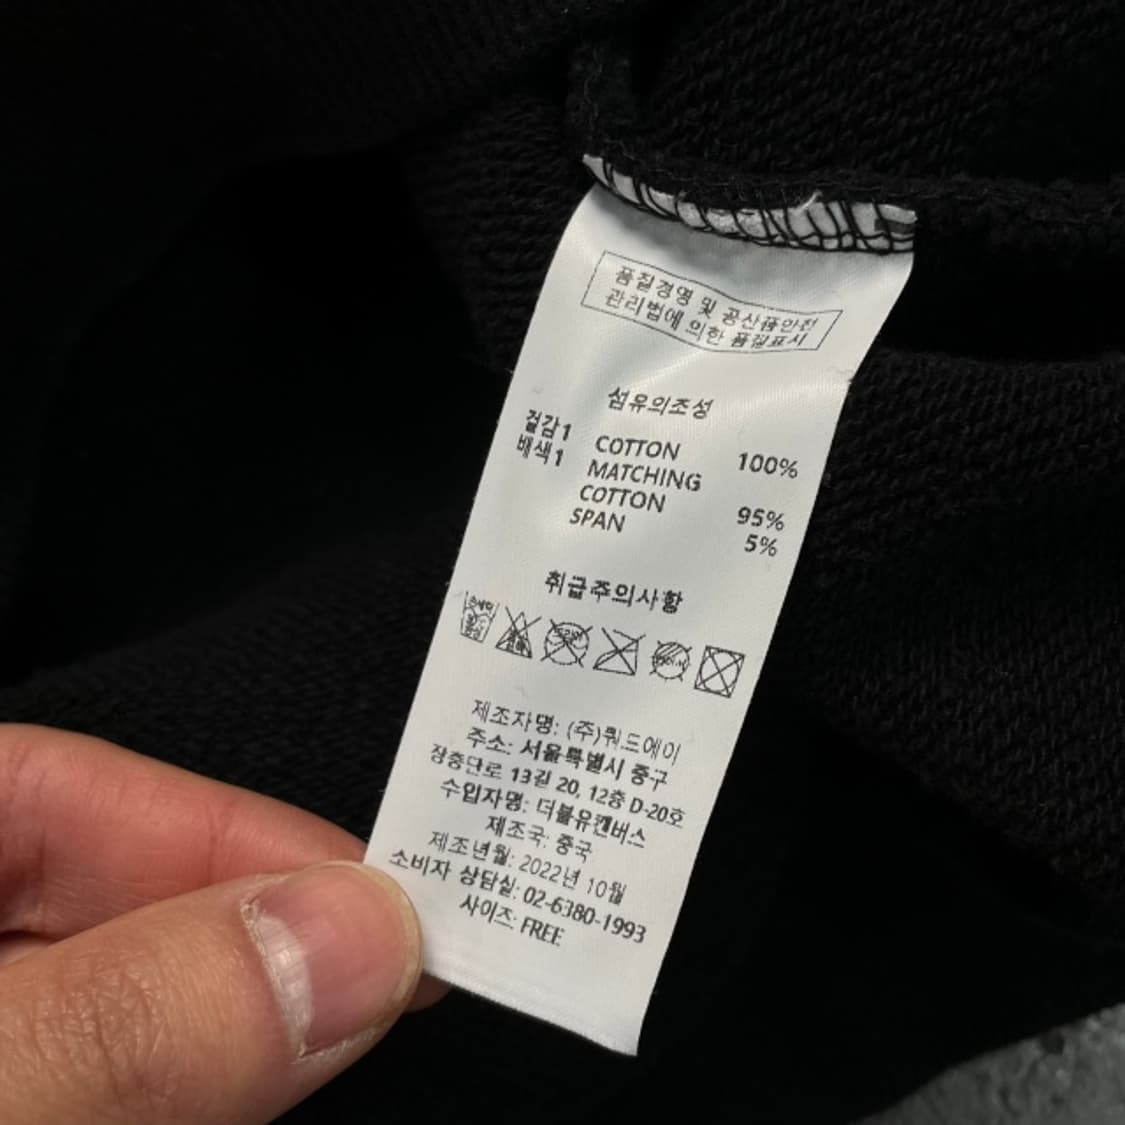 품질경영 및 공산품안전
관리법에 의한 품질표시
섬유의조성
겉감1 COTTON 100%
배색1 MATCHING
COTTON 95%
SPAN 5%
취급주의사항
제조자명: (주)쿼드에이
주소: 서울특별시 중구
장충단로 13길 20, 12층 D-20호
수입자명: 더블유캔버스
제조국: 중국
제조년월: 2022년 10월
소비자 상담실: 02-6380-1993
사이즈: FREE